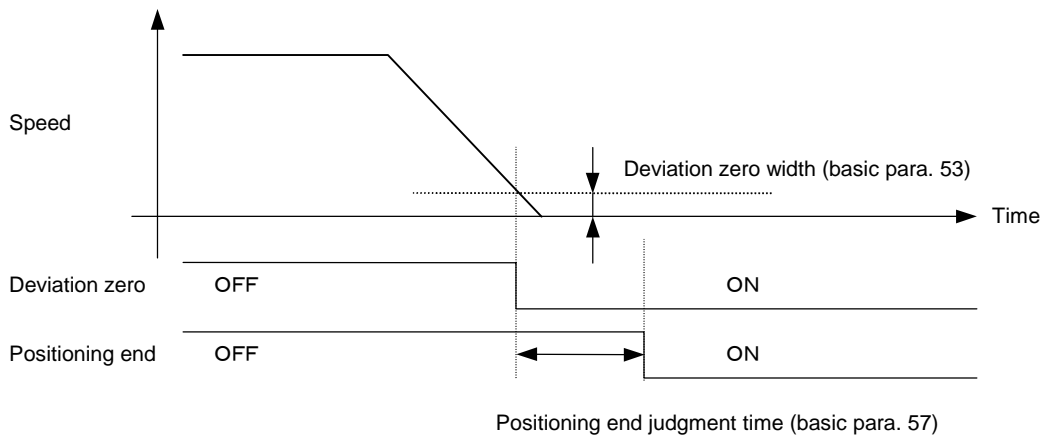 Speed
Deviation zero width (basic para. 53)
Time
Deviation zero OFF ON
Positioning end OFF ON
Positioning end judgment time (basic para. 57)